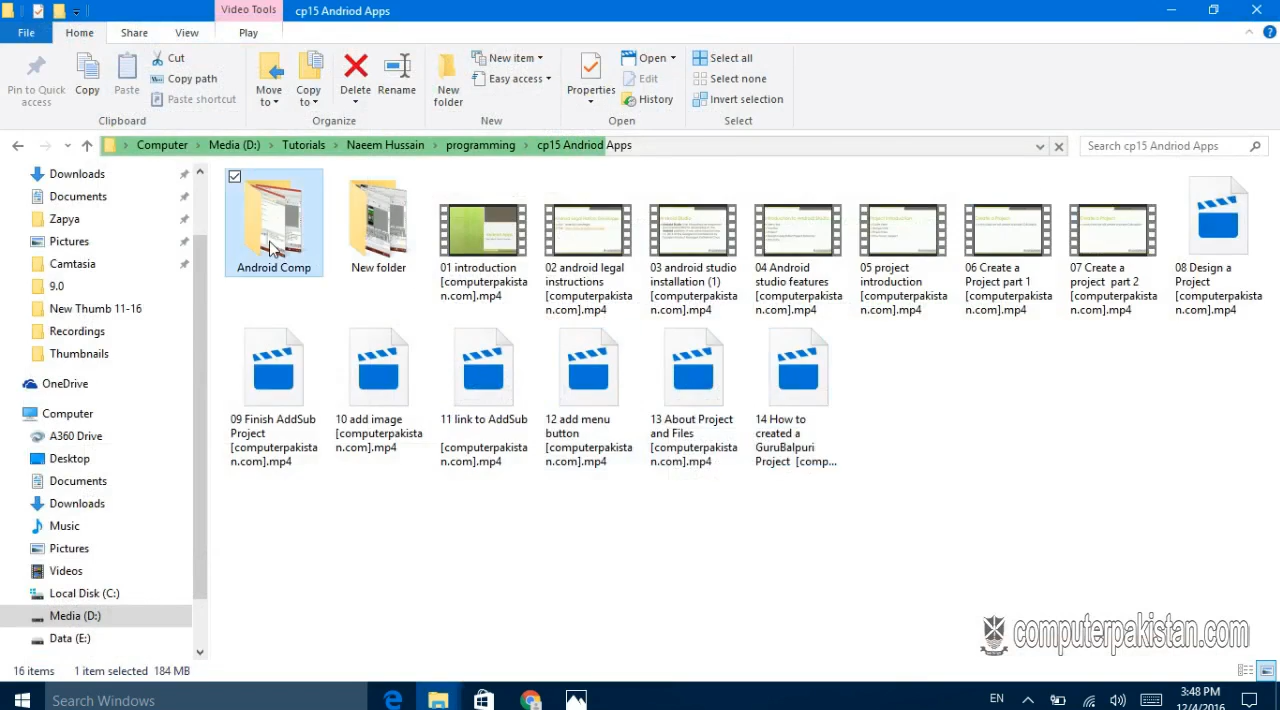 Video Tools
cp15 Andriod Apps
File
Home
Share
View
Play
Pin to Quick
access
Copy
Paste
Cut
Copy path
Paste shortcut
Move
to
Copy
to
Delete
Rename
New
folder
New item
Easy access
Properties
Open
Edit
History
Select all
Select none
Invert selection
Clipboard
Organize
New
Open
Select
Computer
Media (D:)
Tutorials
Naeem Hussain
programming
cp15 Andriod Apps
Search cp15 Andriod Apps
Downloads
Documents
Zapya
Pictures
Camtasia
9.0
New Thumb 11-16
Recordings
Thumbnails
OneDrive
Computer
A360 Drive
Desktop
Documents
Downloads
Music
Pictures
Videos
Local Disk (C:)
Media (D:)
Data (E:)
Android Comp
New folder
01 introduction
[computerpakista
n.com].mp4
02 android legal
instructions
[computerpakista
n.com].mp4
03 android studio
installation (1)
[computerpakista
n.com].mp4
04 Android
studio features
[computerpakista
n.com].mp4
05 project
introduction
[computerpakista
n.com].mp4
06 Create a
Project part 1
[computerpakista
n.com].mp4
07 Create a
project part 2
[computerpakista
n.com].mp4
08 Design a
Project
[computerpakista
n.com].mp4
09 Finish AddSub
Project
[computerpakista
n.com].mp4
10 add image
[computerpakista
n.com].mp4
11 link to AddSub
[computerpakista
n.com].mp4
12 add menu
button
[computerpakista
n.com].mp4
13 About Project
and Files
[computerpakista
n.com].mp4
14 How to
created a
GuruBalpuri
Project [comp...
computerpakistan.com
16 items
1 item selected 184 MB
Search Windows
EN
3:48 PM
12/4/2016